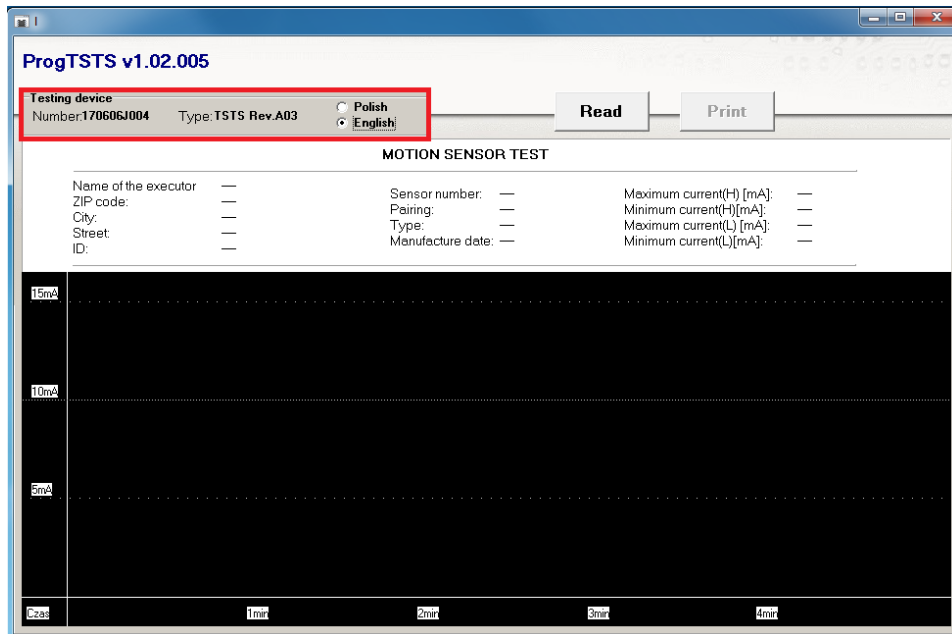 ProgTSTS v1.02.005
Testing device
Number:170606J004 Type:TSTS Rev.A03
Polish
English
Read
Print
MOTION SENSOR TEST
Name of the executor —
ZIP code: —
City: —
Street: —
ID: —
Sensor number: —
Pairing: —
Type: —
Manufacture date: —
Maximum current(H) [mA]: —
Minimum current(H)[mA]: —
Maximum current(L) [mA]: —
Minimum current(L)[mA]: —
15mA
10mA
5mA
Czas 1min 2min 3min 4min